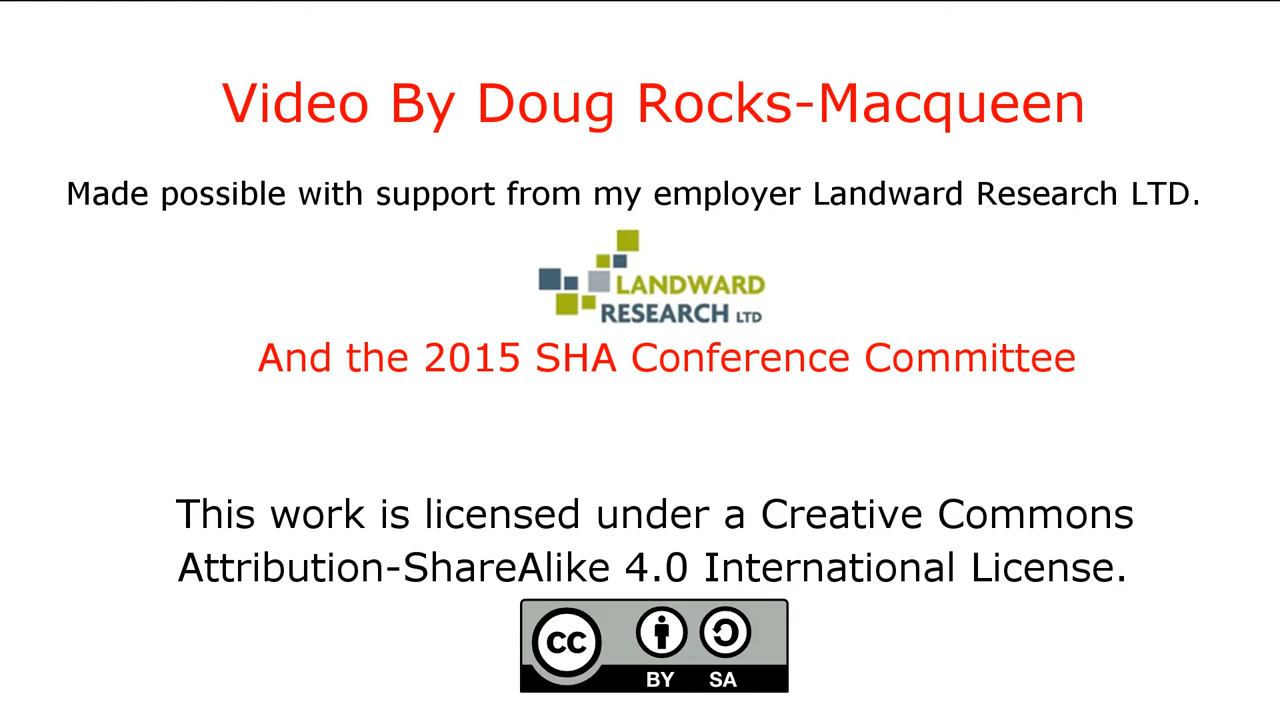 Video By Doug Rocks-Macqueen
Made possible with support from my employer Landward Research LTD.
LANDWARD
RESEARCH LTD
And the 2015 SHA Conference Committee
This work is licensed under a Creative Commons
Attribution-ShareAlike 4.0 International License.
CC
BY SA